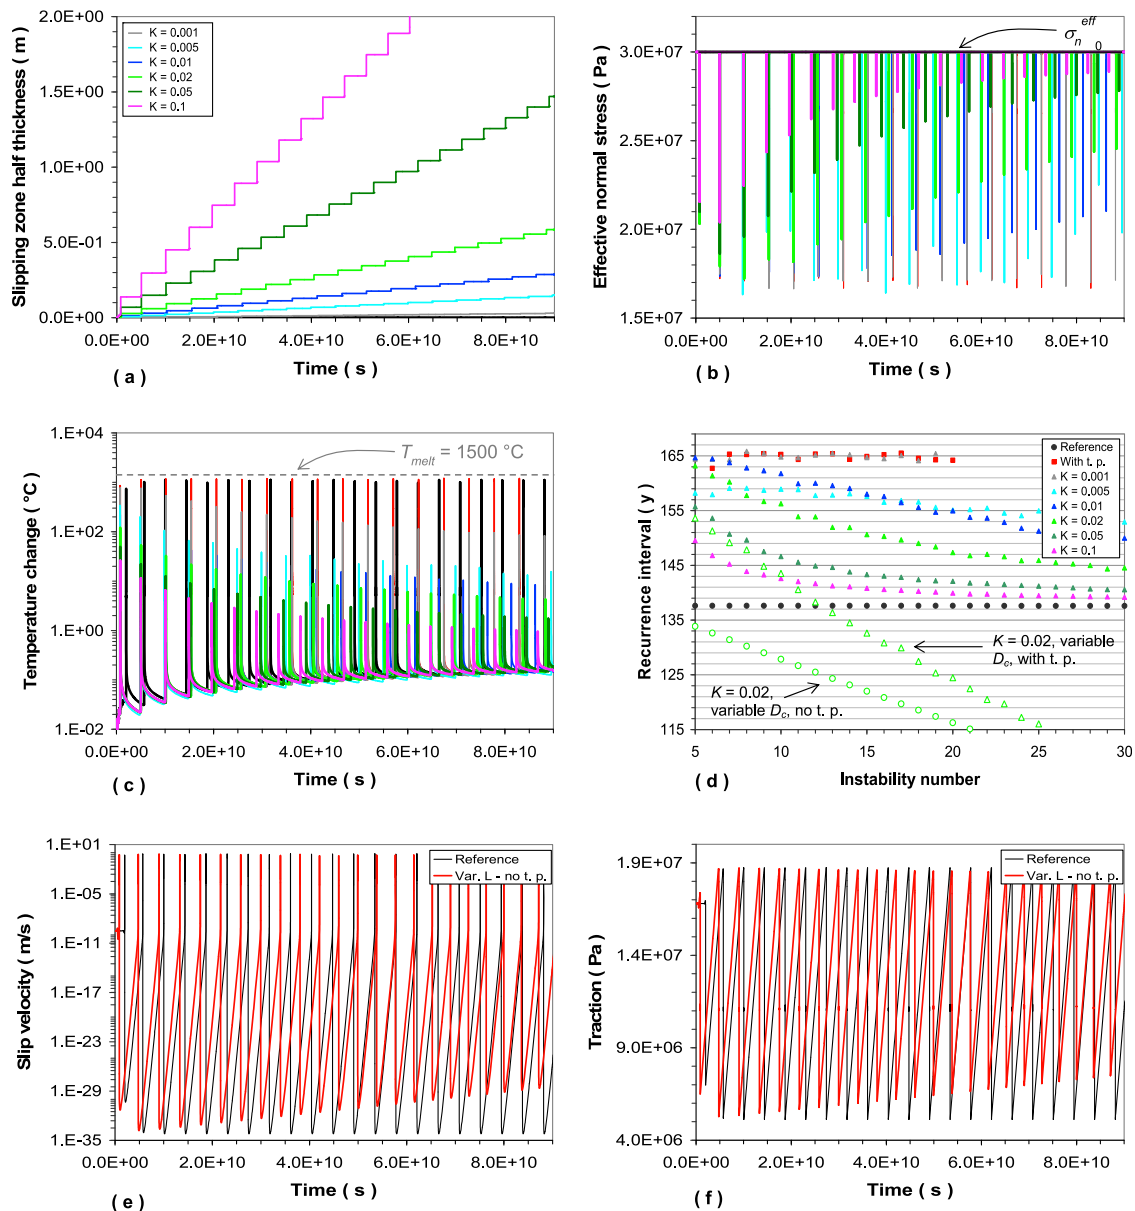 2.0E+00
1.5E+00
1.0E+00
5.0E-01
0.0E+00
Slipping zone half thickness ( m )
K = 0.001
K = 0.005
K = 0.01
K = 0.02
K = 0.05
K = 0.1
0.0E+00 2.0E+10 4.0E+10 6.0E+10 8.0E+10
Time ( s )
( a )
σn0eff
3.0E+07
2.5E+07
2.0E+07
1.5E+07
Effective normal stress ( Pa )
0.0E+00 2.0E+10 4.0E+10 6.0E+10 8.0E+10
Time ( s )
( b )
1.E+04
1.E+02
1.E+00
1.E-02
Temperature change ( °C )
Tmelt = 1500 °C
0.0E+00 2.0E+10 4.0E+10 6.0E+10 8.0E+10
Time ( s )
( c )
165
155
145
135
125
115
Recurrence interval ( y )
Reference
With t. p.
K = 0.001
K = 0.005
K = 0.01
K = 0.02
K = 0.05
K = 0.1
K = 0.02, variable
Dc, with t. p.
K = 0.02,
variable Dc, no t. p.
5 10 15 20 25 30
Instability number
( d )
1.E+01
1.E-05
1.E-11
1.E-17
1.E-23
1.E-29
1.E-35
Slip velocity ( m/s )
Reference
Var. L - no t. p.
0.0E+00 2.0E+10 4.0E+10 6.0E+10 8.0E+10
Time ( s )
( e )
1.9E+07
1.4E+07
9.0E+06
4.0E+06
Traction ( Pa )
Reference
Var. L - no t. p.
0.0E+00 2.0E+10 4.0E+10 6.0E+10 8.0E+10
Time ( s )
( f )